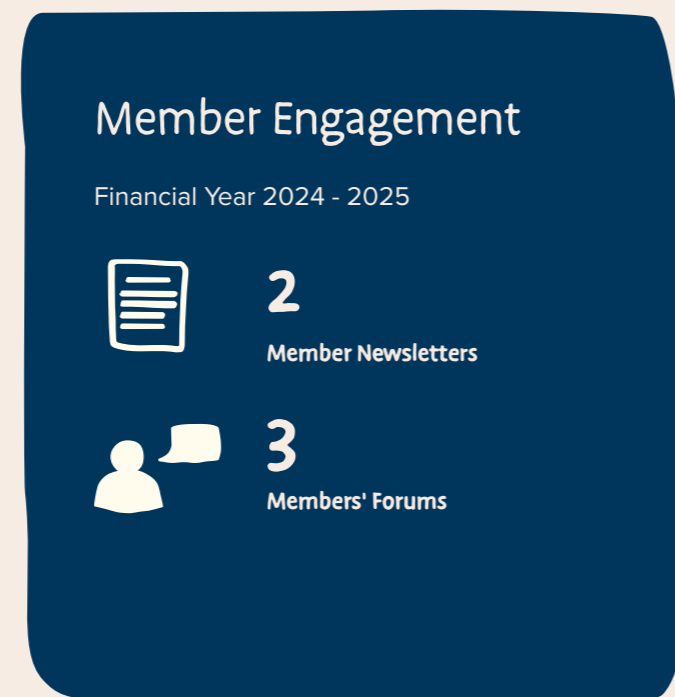 Member Engagement
Financial Year 2024 - 2025
2
Member Newsletters
3
Members' Forums